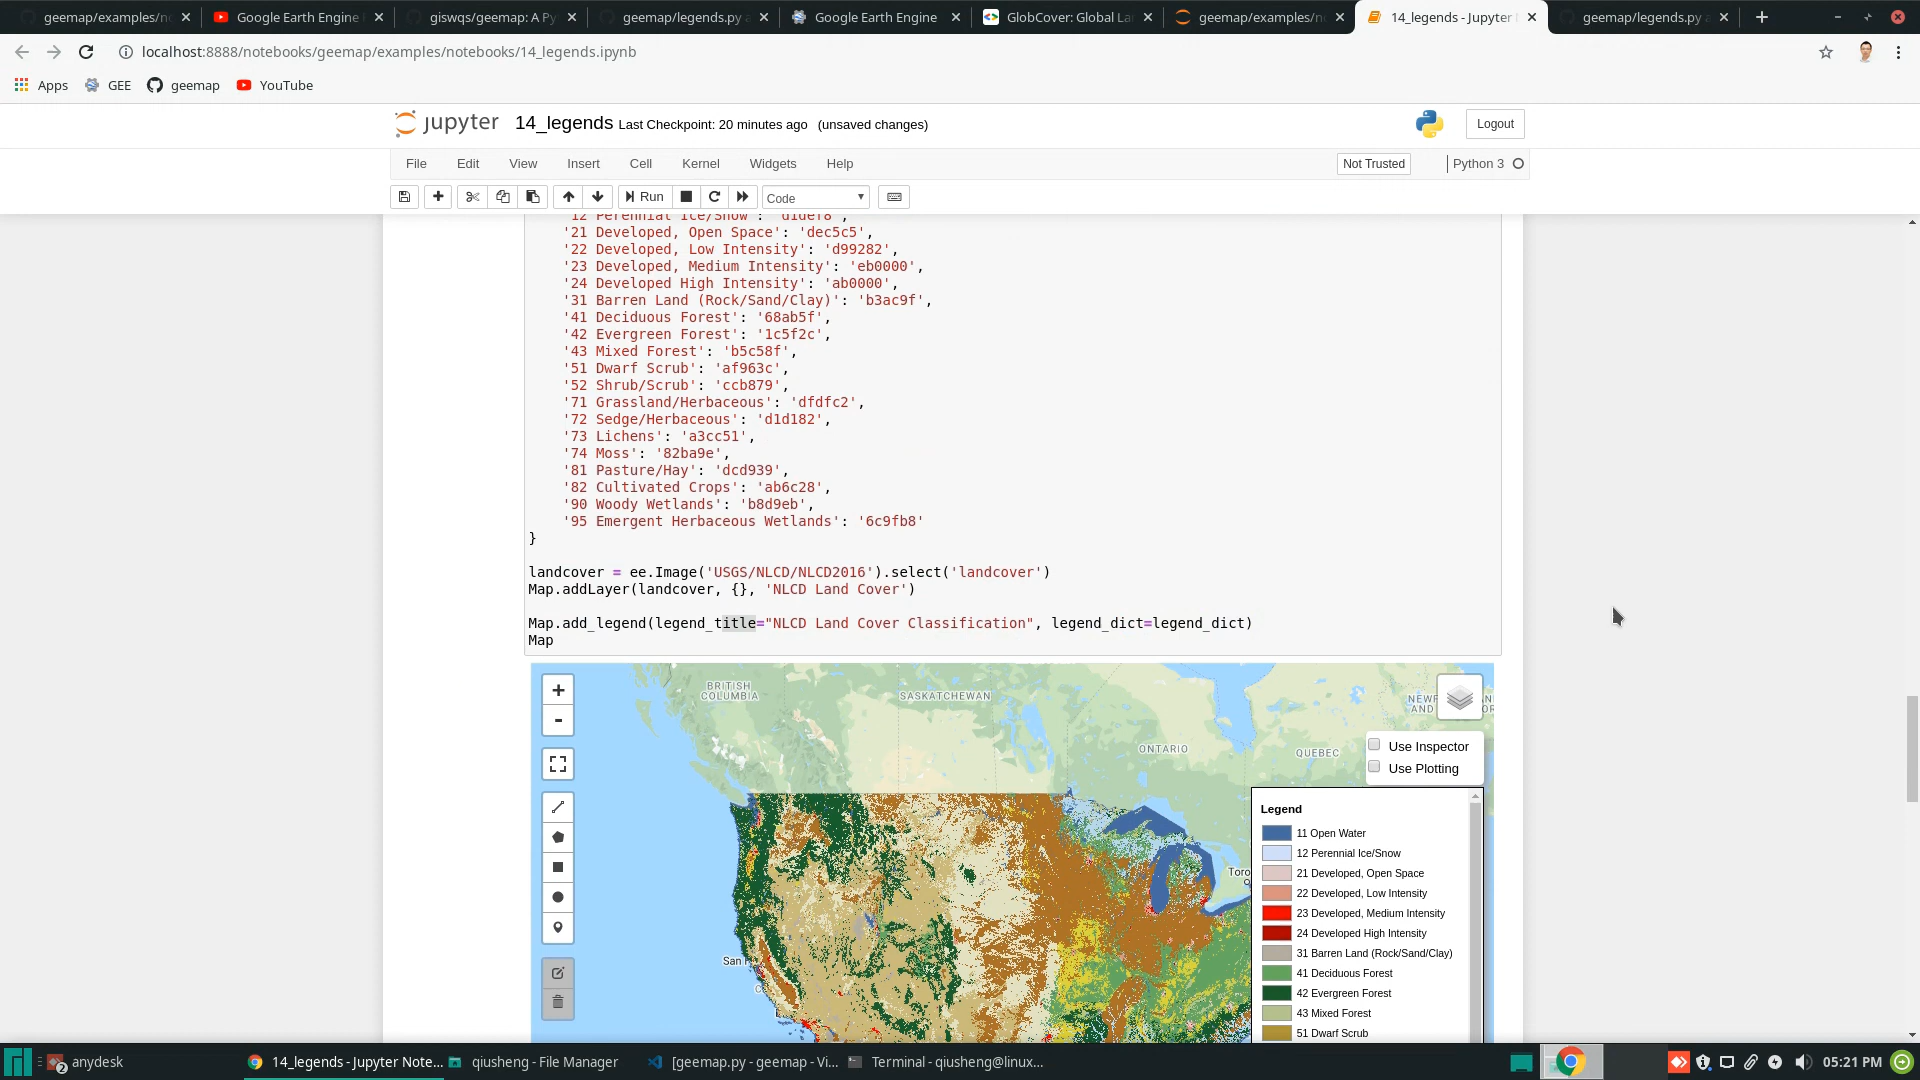 geemap/examples/no
Google Earth Engine
giswqs/geemap: A Py
geemap/legends.py a
Google Earth Engine
GlobCover: Global La
geemap/examples/no
14_legends - Jupyter
geemap/legends.py a
localhost:8888/notebooks/geemap/examples/notebooks/14_legends.ipynb
Apps GEE geemap YouTube
jupyter 14_legends Last Checkpoint: 20 minutes ago (unsaved changes) Logout
File Edit View Insert Cell Kernel Widgets Help Not Trusted Python 3
Run Code
'12 Perennial Ice/Snow': 'd1def8',
'21 Developed, Open Space': 'dec5c5',
'22 Developed, Low Intensity': 'd99282',
'23 Developed, Medium Intensity': 'eb0000',
'24 Developed High Intensity': 'ab0000',
'31 Barren Land (Rock/Sand/Clay)': 'b3ac9f',
'41 Deciduous Forest': '68ab5f',
'42 Evergreen Forest': '1c5f2c',
'43 Mixed Forest': 'b5c58f',
'51 Dwarf Scrub': 'af963c',
'52 Shrub/Scrub': 'ccb879',
'71 Grassland/Herbaceous': 'dfdfc2',
'72 Sedge/Herbaceous': 'd1d182',
'73 Lichens': 'a3cc51',
'74 Moss': '82ba9e',
'81 Pasture/Hay': 'dcd939',
'82 Cultivated Crops': 'ab6c28',
'90 Woody Wetlands': 'b8d9eb',
'95 Emergent Herbaceous Wetlands': '6c9fb8'
}
landcover = ee.Image('USGS/NLCD/NLCD2016').select('landcover')
Map.addLayer(landcover, {}, 'NLCD Land Cover')
Map.add_legend(legend_title="NLCD Land Cover Classification", legend_dict=legend_dict)
Map
+
-
BRITISH
COLUMBIA
SASKATCHEWAN
ONTARIO
QUEBEC
Toro
San
Use Inspector
Use Plotting
Legend
11 Open Water
12 Perennial Ice/Snow
21 Developed, Open Space
22 Developed, Low Intensity
23 Developed, Medium Intensity
24 Developed High Intensity
31 Barren Land (Rock/Sand/Clay)
41 Deciduous Forest
42 Evergreen Forest
43 Mixed Forest
51 Dwarf Scrub
2 anydesk 14_legends - Jupyter Note... qiusheng - File Manager [geemap.py - geemap - Vi... Terminal - qiusheng@linux... 05:21 PM